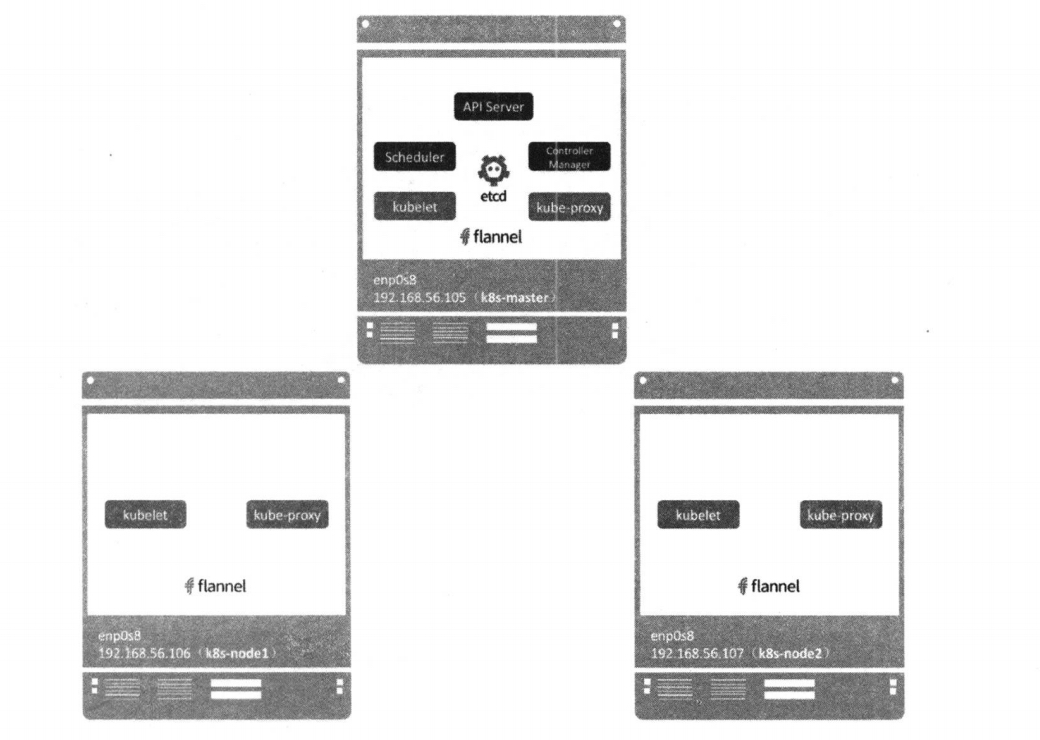 API Server
Scheduler
Controller
Manager
etcd
kubelet
kube-proxy
flannel
enp0s8
192.168.56.105（k8s-master）
kubelet
kube-proxy
flannel
enp0s8
192.168.56.106（k8s-node1）
kubelet
kube-proxy
flannel
enp0s8
192.168.56.107（k8s-node2）